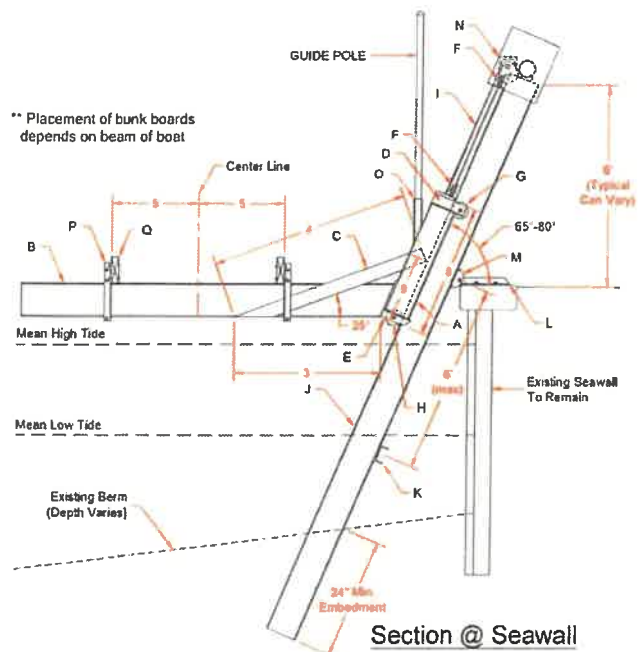 N
F
GUIDE POLE
I
** Placement of bunk boards
depends on beam of boat
6'
(Typical
Can Vary)
F
D
G
Center Line
O
65°-80°
5
5
4
P
Q
C
M
B
8
9
A
L
25°
Mean High Tide
E
3
6'
(max)
Existing Seawall
To Remain
J
H
Mean Low Tide
K
Existing Berm
(Depth Varies)
24" Min
Embedment
Section @ Seawall